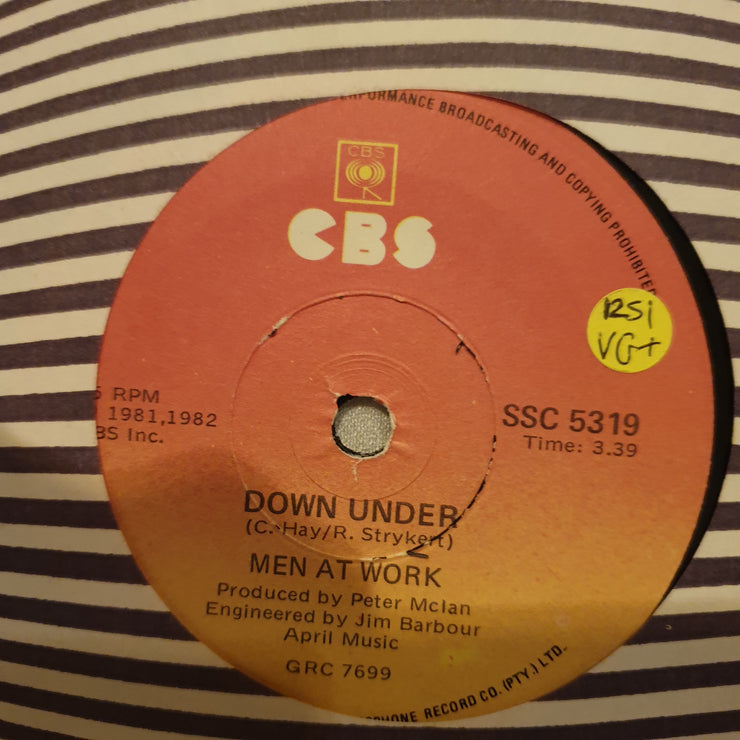 PERFORMANCE BROADCASTING AND COPYING PROHIBITED
CBS
CBS
RSI
VG+
RPM
1981,1982
BS Inc.
SSC 5319
Time: 3.39
DOWN UNDER
(C. Hay/R. Strykert)
MEN AT WORK
Produced by Peter McIan
Engineered by Jim Barbour
April Music
GRC 7699
PHONE RECORD CO. (PTY.) LTD.